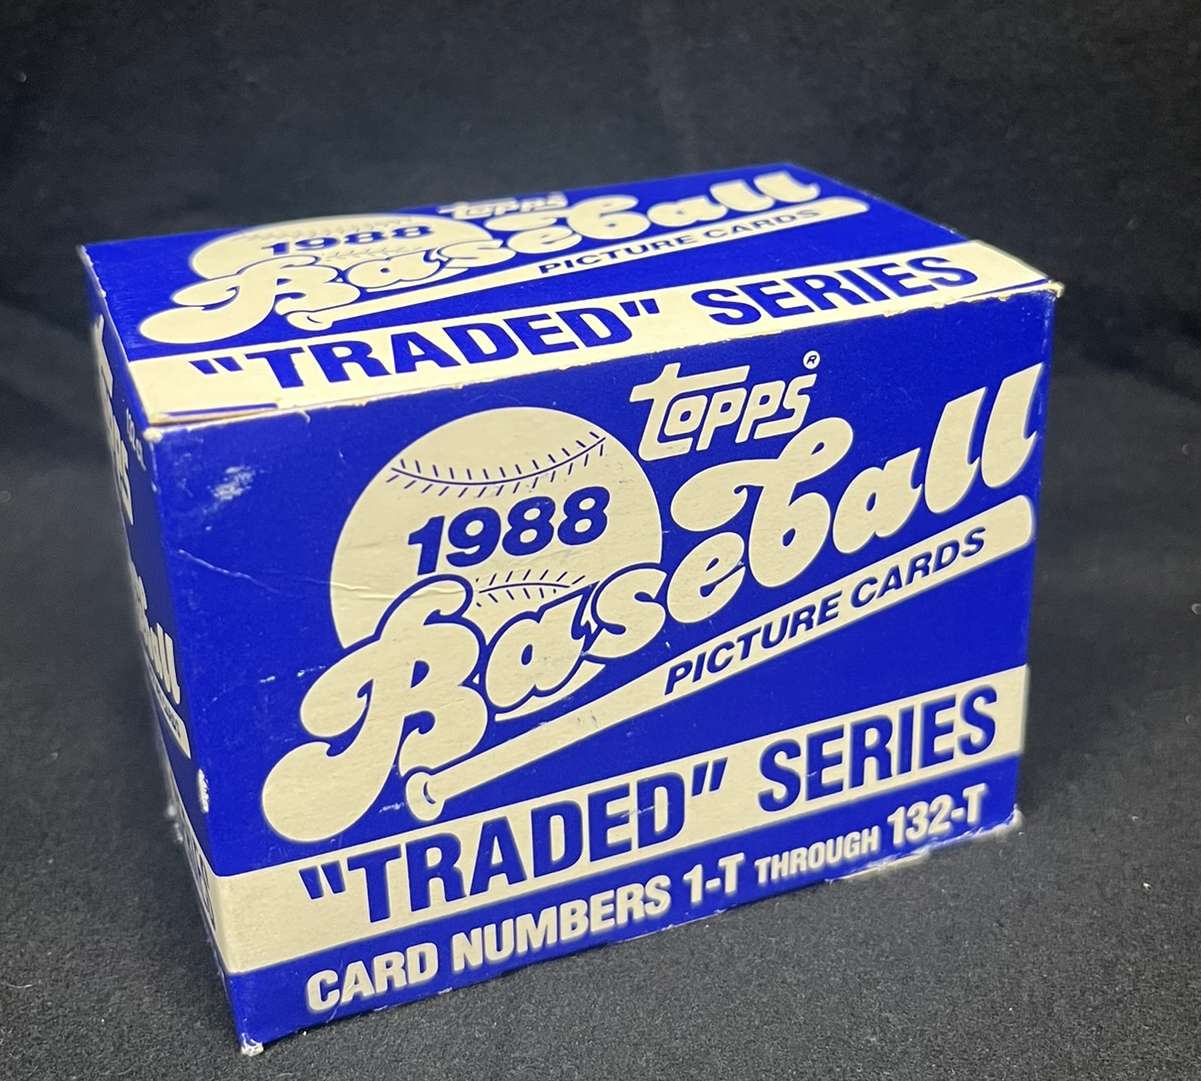 Topps
1988
Baseball
PICTURE CARDS
"TRADED" SERIES
Topps®
1988
Baseball
PICTURE CARDS
"TRADED" SERIES
CARD NUMBERS 1-T THROUGH 132-T